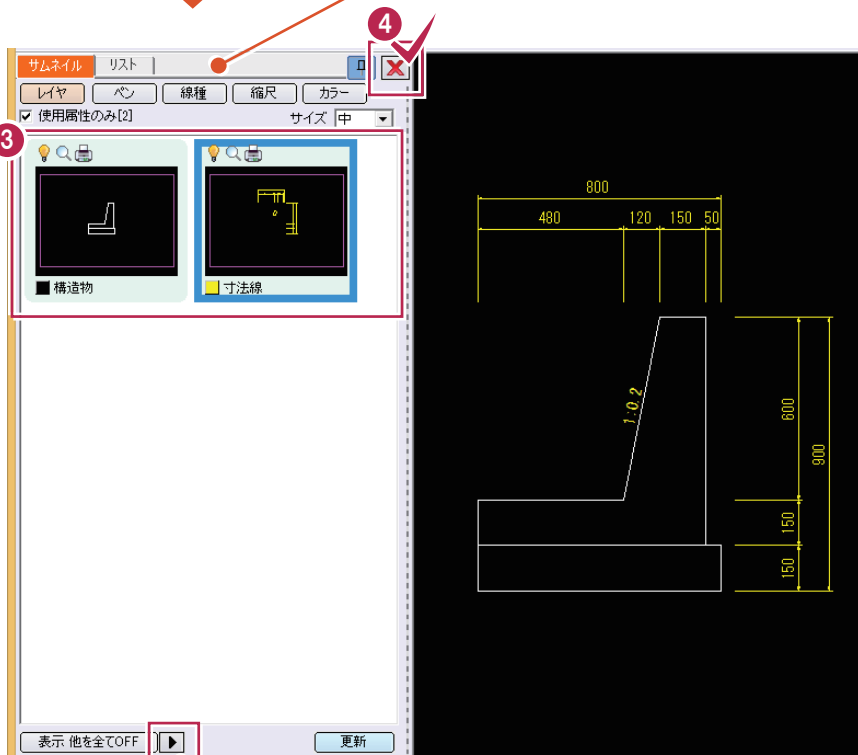 4
サムネイル リスト
レイヤ ペン 線種 縮尺 カラー
使用属性のみ[2] サイズ 中
3
構造物 寸法線
表示 他を全てOFF 更新
800
480 120 150 50
1:0.2
600
900
150
150